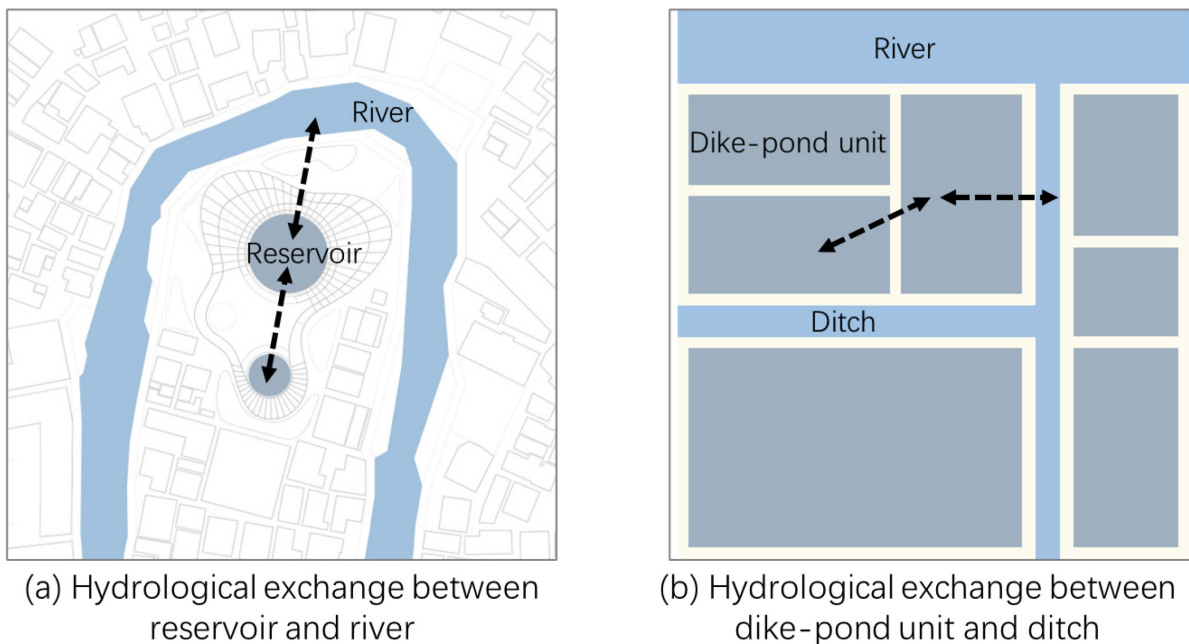 River
Reservoir
(a) Hydrological exchange between
reservoir and river
River
Dike-pond unit
Ditch
(b) Hydrological exchange between
dike-pond unit and ditch